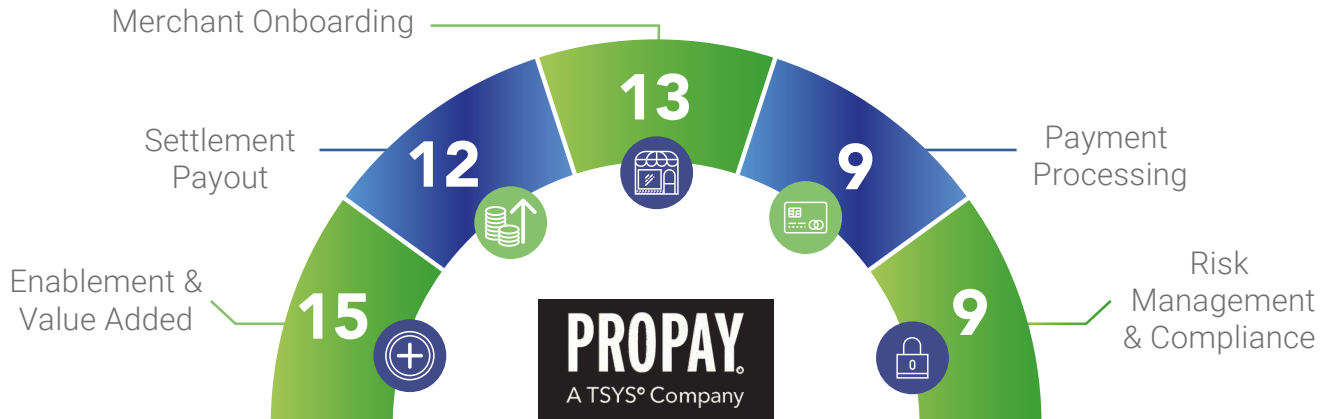 Merchant Onboarding
13
Settlement
Payout
12
9
Payment
Processing
Enablement &
Value Added
15
9
Risk
Management
& Compliance
PROPAY®
A TSYS® Company